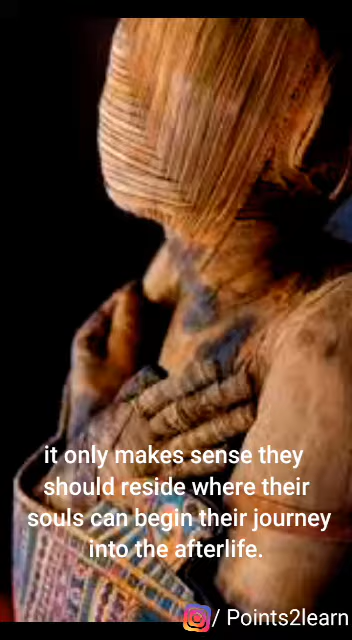 it only makes sense they
should reside where their
souls can begin their journey
into the afterlife.
/ Points2learn